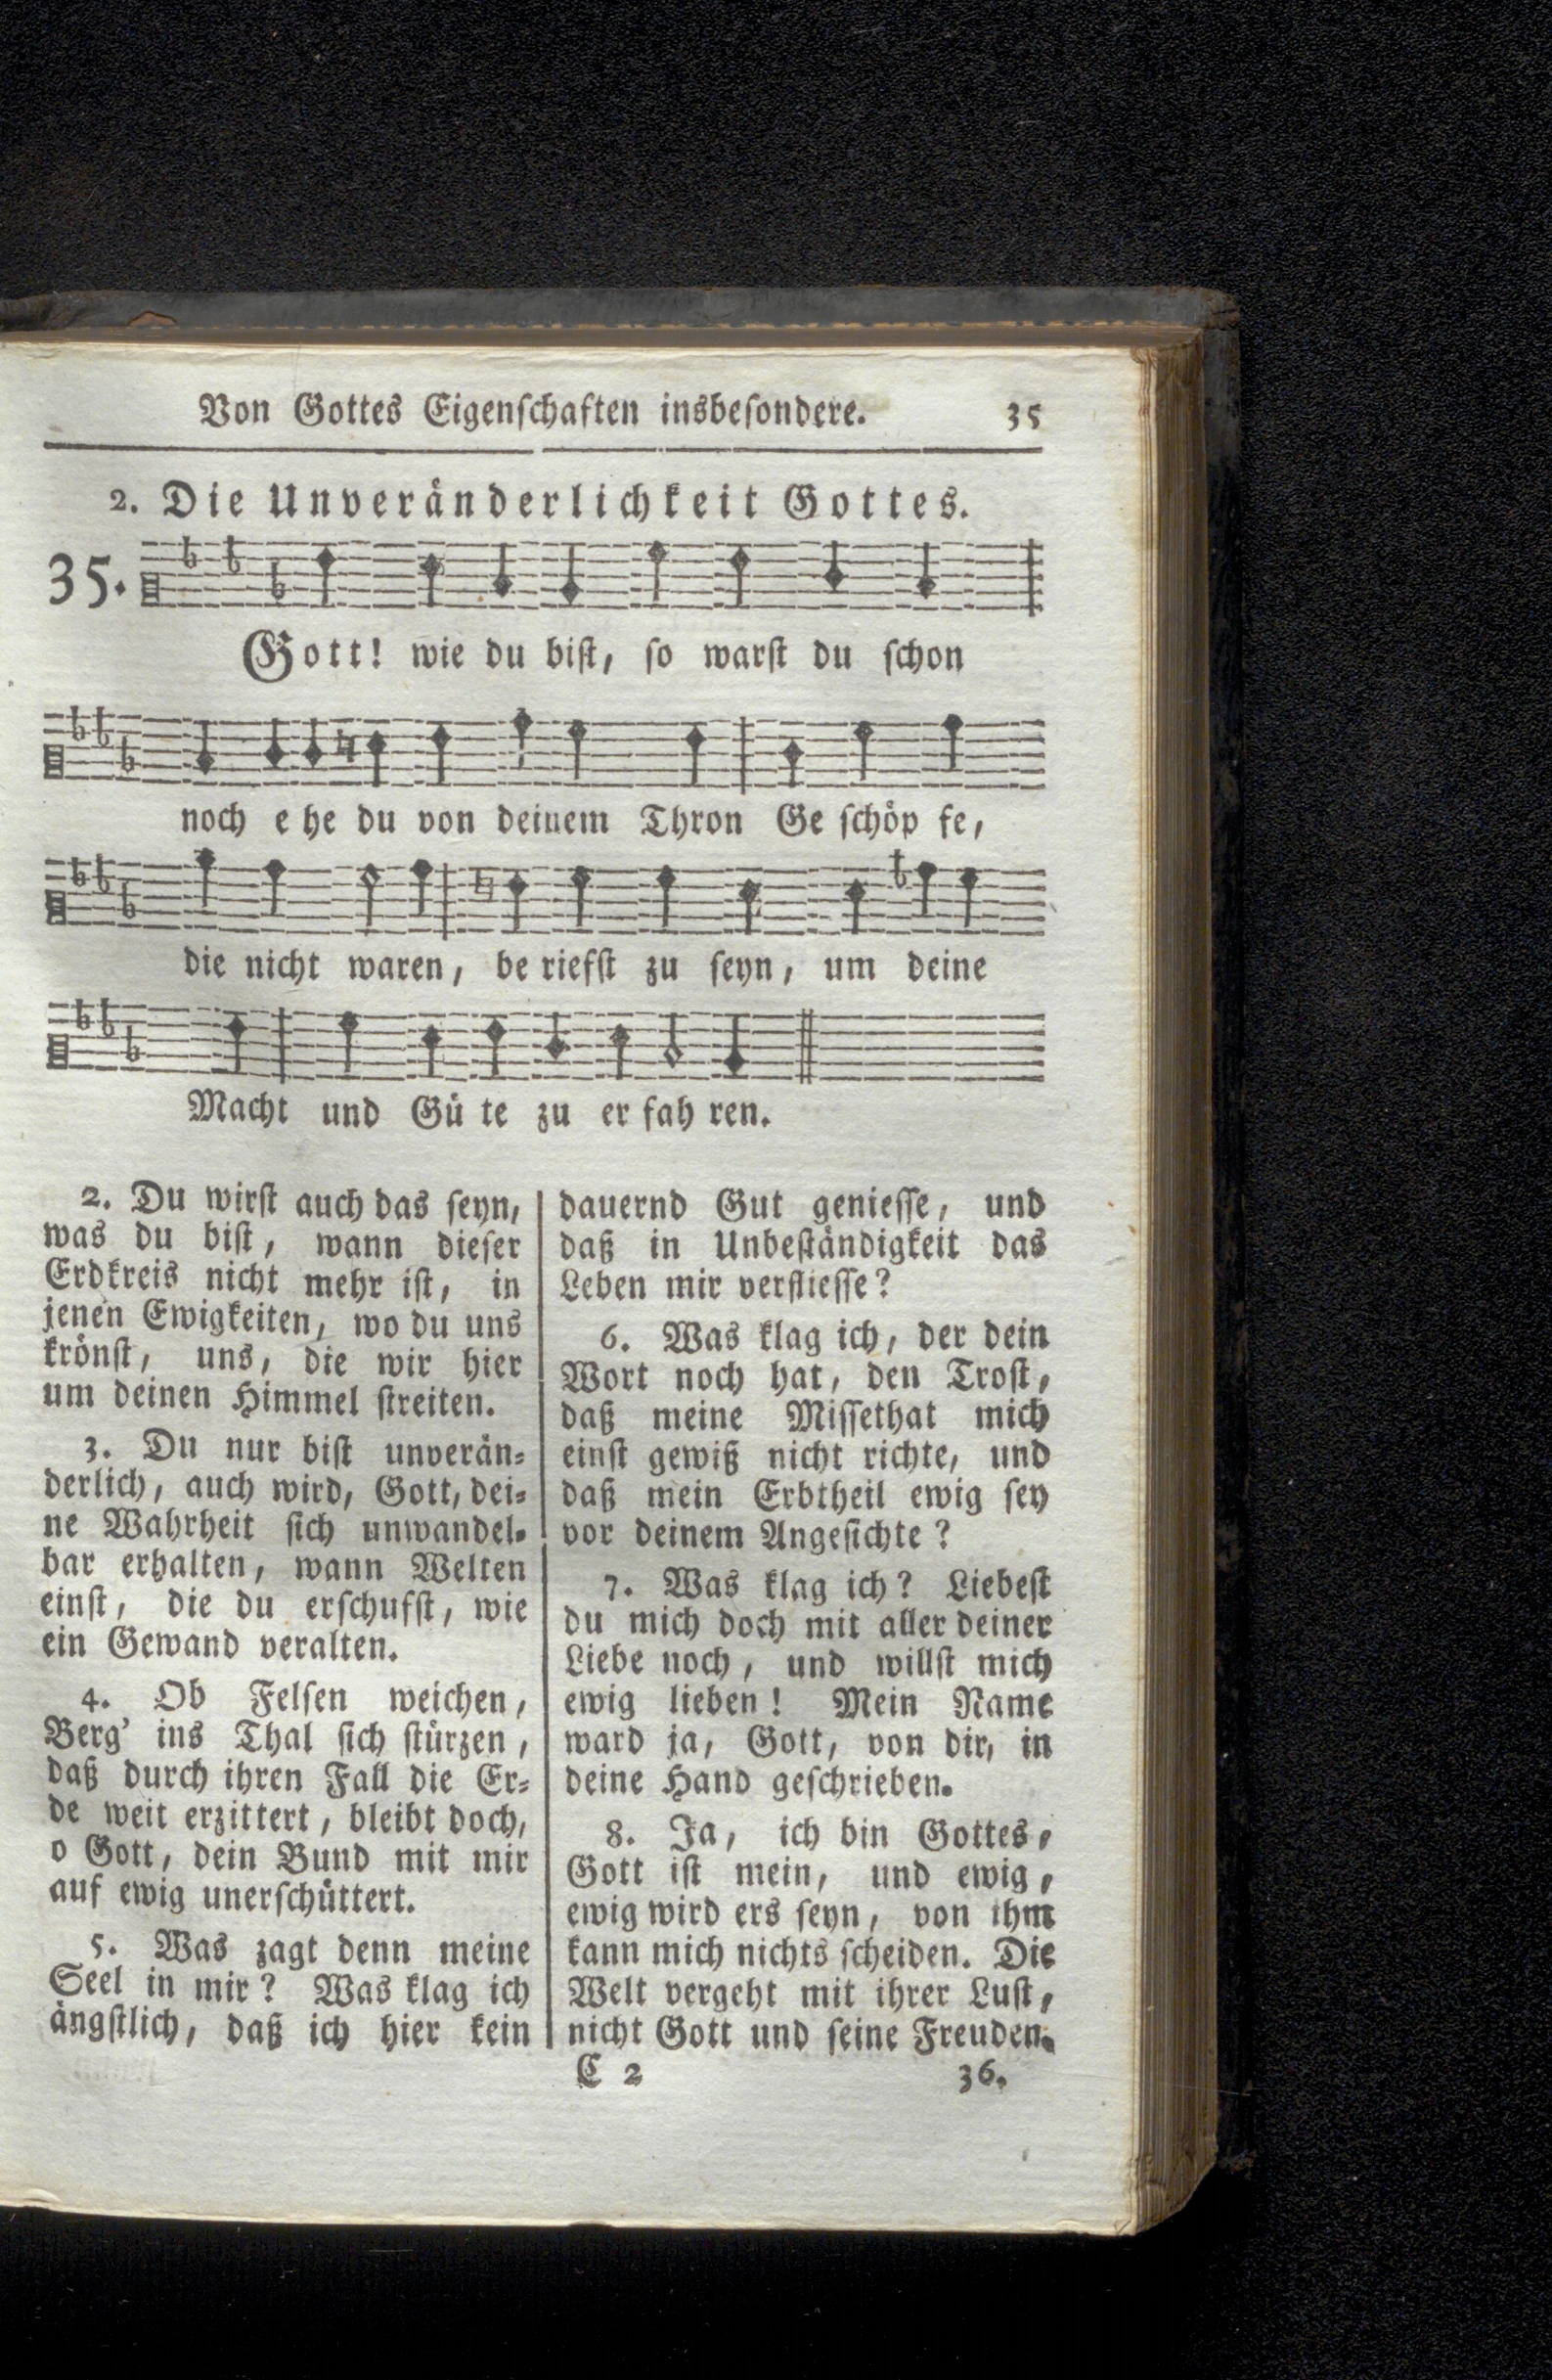 Von Gottes Eigenſchaften insbeſondere. 35
2. Die Unveränderlichkeit Gottes.
35.
Gott! wie du biſt, ſo warſt du ſchon
noch e he du von deinem Thron Ge ſchöp fe,
die nicht waren, be riefſt zu ſeyn, um deine
Macht und Gü te zu er fah ren.
2. Du wirſt auch das ſeyn,
was du biſt, wann dieſer
Erdkreis nicht mehr iſt, in
jenen Ewigkeiten, wo du uns
krönſt, uns, die wir hier
um deinen Himmel ſtreiten.
3. Du nur biſt unverän⸗
derlich, auch wird, Gott, dei⸗
ne Wahrheit ſich unwandel⸗
bar erhalten, wann Welten
einſt, die du erſchufſt, wie
ein Gewand veralten.
4. Ob Felſen weichen,
Berg' ins Thal ſich ſtürzen,
daß durch ihren Fall die Er⸗
de weit erzittert, bleibt doch,
o Gott, dein Bund mit mir
auf ewig unerſchüttert.
5. Was zagt denn meine
Seel in mir? Was klag ich
ängſtlich, daß ich hier kein
dauernd Gut genieſſe, und
daß in Unbeſtändigkeit das
Leben mir verflieſſe?
6. Was klag ich, der dein
Wort noch hat, den Troſt,
daß meine Miſſethat mich
einſt gewiß nicht richte, und
daß mein Erbtheil ewig ſey
vor deinem Angeſichte?
7. Was klag ich? Liebeſt
du mich doch mit aller deiner
Liebe noch, und willſt mich
ewig lieben! Mein Name
ward ja, Gott, von dir, in
deine Hand geſchrieben.
8. Ja, ich bin Gottes,
Gott iſt mein, und ewig,
ewig wird ers ſeyn, von ihm
kann mich nichts ſcheiden. Die
Welt vergeht mit ihrer Luſt,
nicht Gott und ſeine Freuden.
C 2 36.